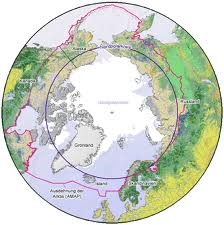 Alaska
Kanada
Russland
Grönland
Island
Skandinavien
Ausdehnung der
Arktis (AMAP)